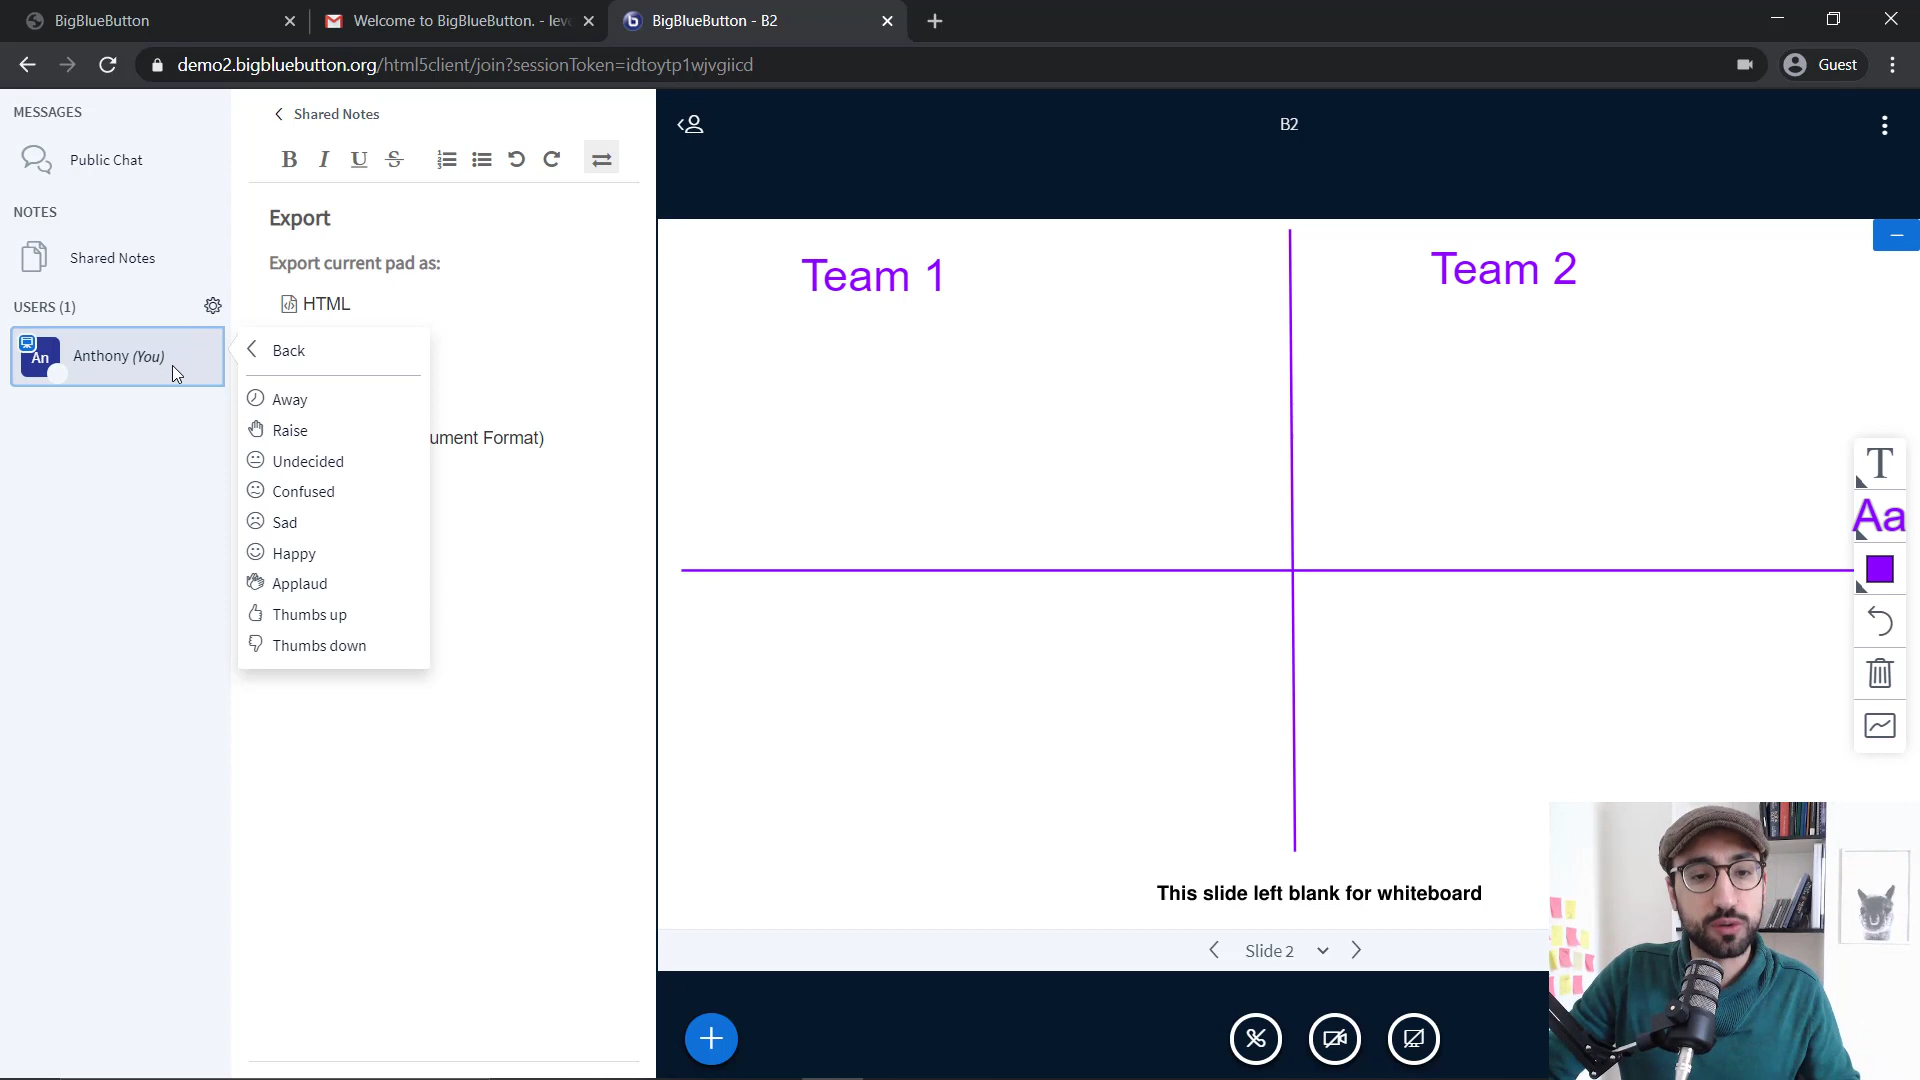 BigBlueButton
Welcome to BigBlueButton. - leve
BigBlueButton - B2
demo2.bigbluebutton.org/html5client/join?sessionToken=idtoytp1wjvgiicd
Guest
MESSAGES
Public Chat
NOTES
Shared Notes
USERS (1)
An
Anthony (You)
Shared Notes
B I U S
Export
Export current pad as:
HTML
ument Format)
Back
Away
Raise
Undecided
Confused
Sad
Happy
Applaud
Thumbs up
Thumbs down
B2
Team 1
Team 2
T
Aa
This slide left blank for whiteboard
Slide 2